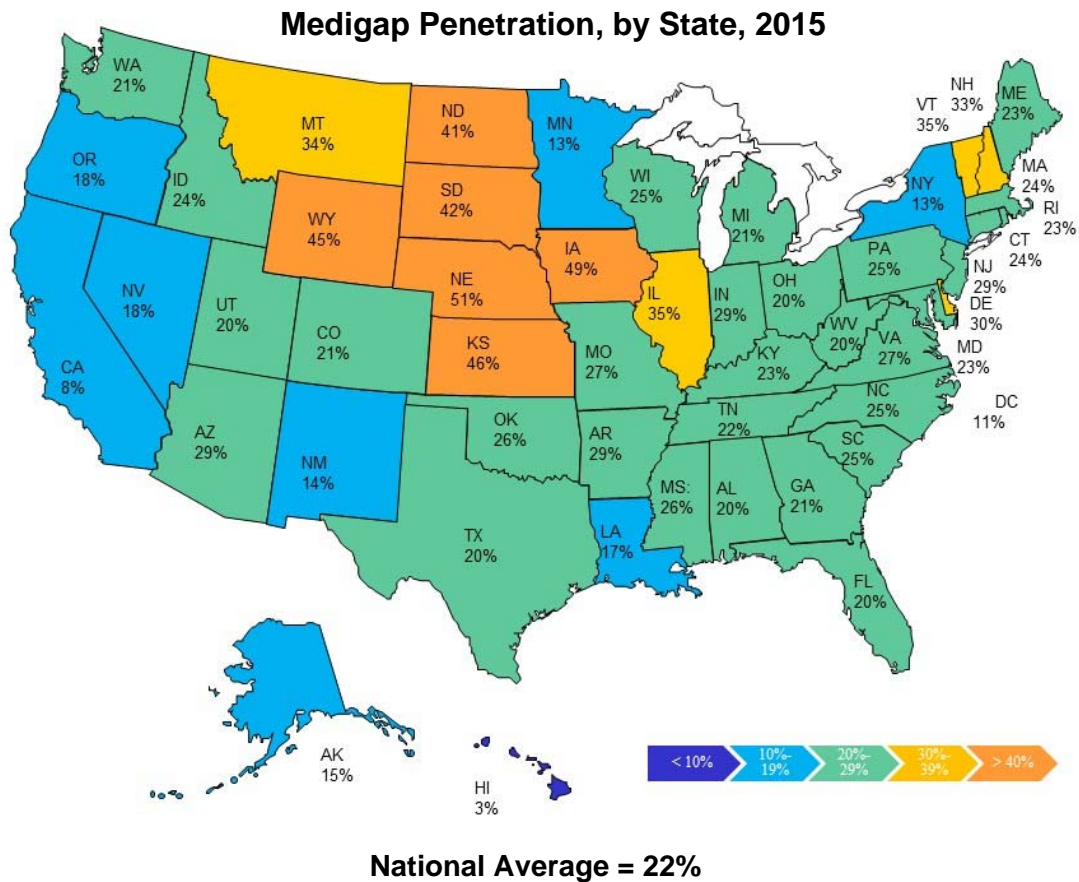 Medigap Penetration, by State, 2015
WA
21%
OR
18%
CA
8%
NV
18%
ID
24%
MT
34%
WY
45%
UT
20%
AZ
29%
CO
21%
NM
14%
ND
41%
SD
42%
NE
51%
KS
46%
OK
26%
TX
20%
MN
13%
IA
49%
MO
27%
AR
29%
LA
17%
WI
25%
IL
35%
MI
21%
IN
29%
OH
20%
KY
23%
TN
22%
MS:
26%
AL
20%
GA
21%
FL
20%
SC
25%
NC
25%
VA
27%
WV
20%
PA
25%
NY
13%
VT
35%
NH
33%
ME
23%
MA
24%
RI
23%
CT
24%
NJ
29%
DE
30%
MD
23%
DC
11%
AK
15%
HI
3%
< 10%
10%-
19%
20%-
29%
30%-
39%
> 40%
National Average = 22%